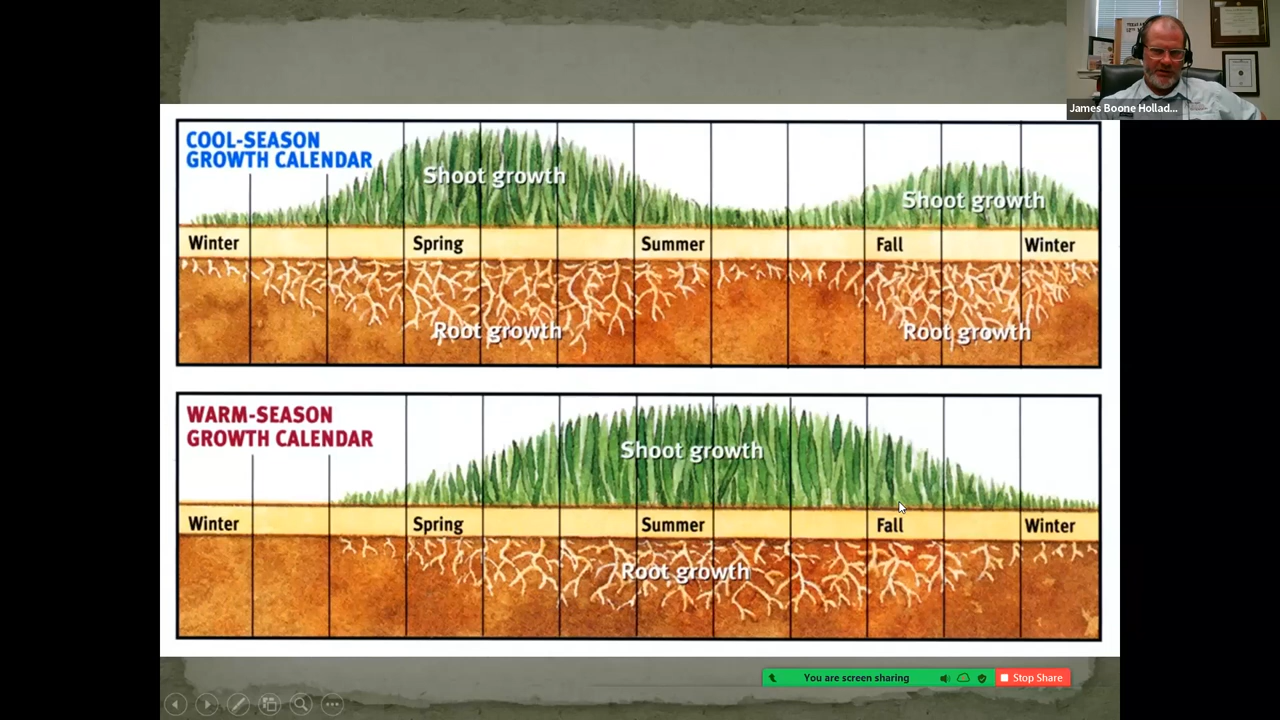 James Boone Hollad...
COOL-SEASON
GROWTH CALENDAR
Shoot growth
Shoot growth
Winter
Spring
Summer
Fall
Winter
Root growth
Root growth
WARM-SEASON
GROWTH CALENDAR
Shoot growth
Winter
Spring
Summer
Fall
Winter
Root growth
You are screen sharing
Stop Share